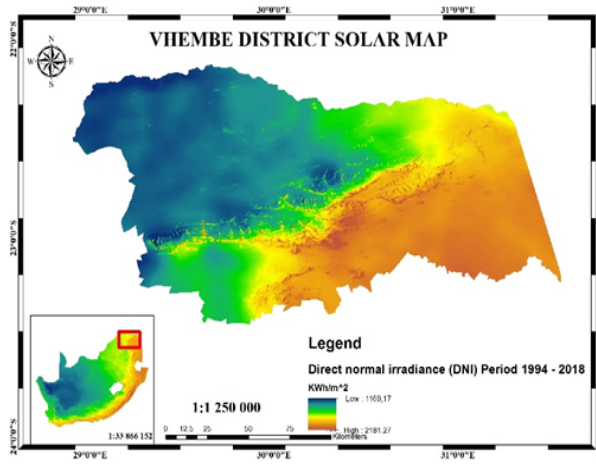 29°0'0"E 30°0'0"E 31°0'0"E
VHEMBE DISTRICT SOLAR MAP
N
W E
S
22°0'0"S
23°0'0"S
24°0'0"S
Legend
Direct normal irradiance (DNI) Period 1994 - 2018
KWh/m^2
Low : 1169,17
High : 2181.27
1:1 250 000
1:33 866 152
0 12.5 25 50 75 100
Kilometers
29°0'0"E 30°0'0"E 31°0'0"E